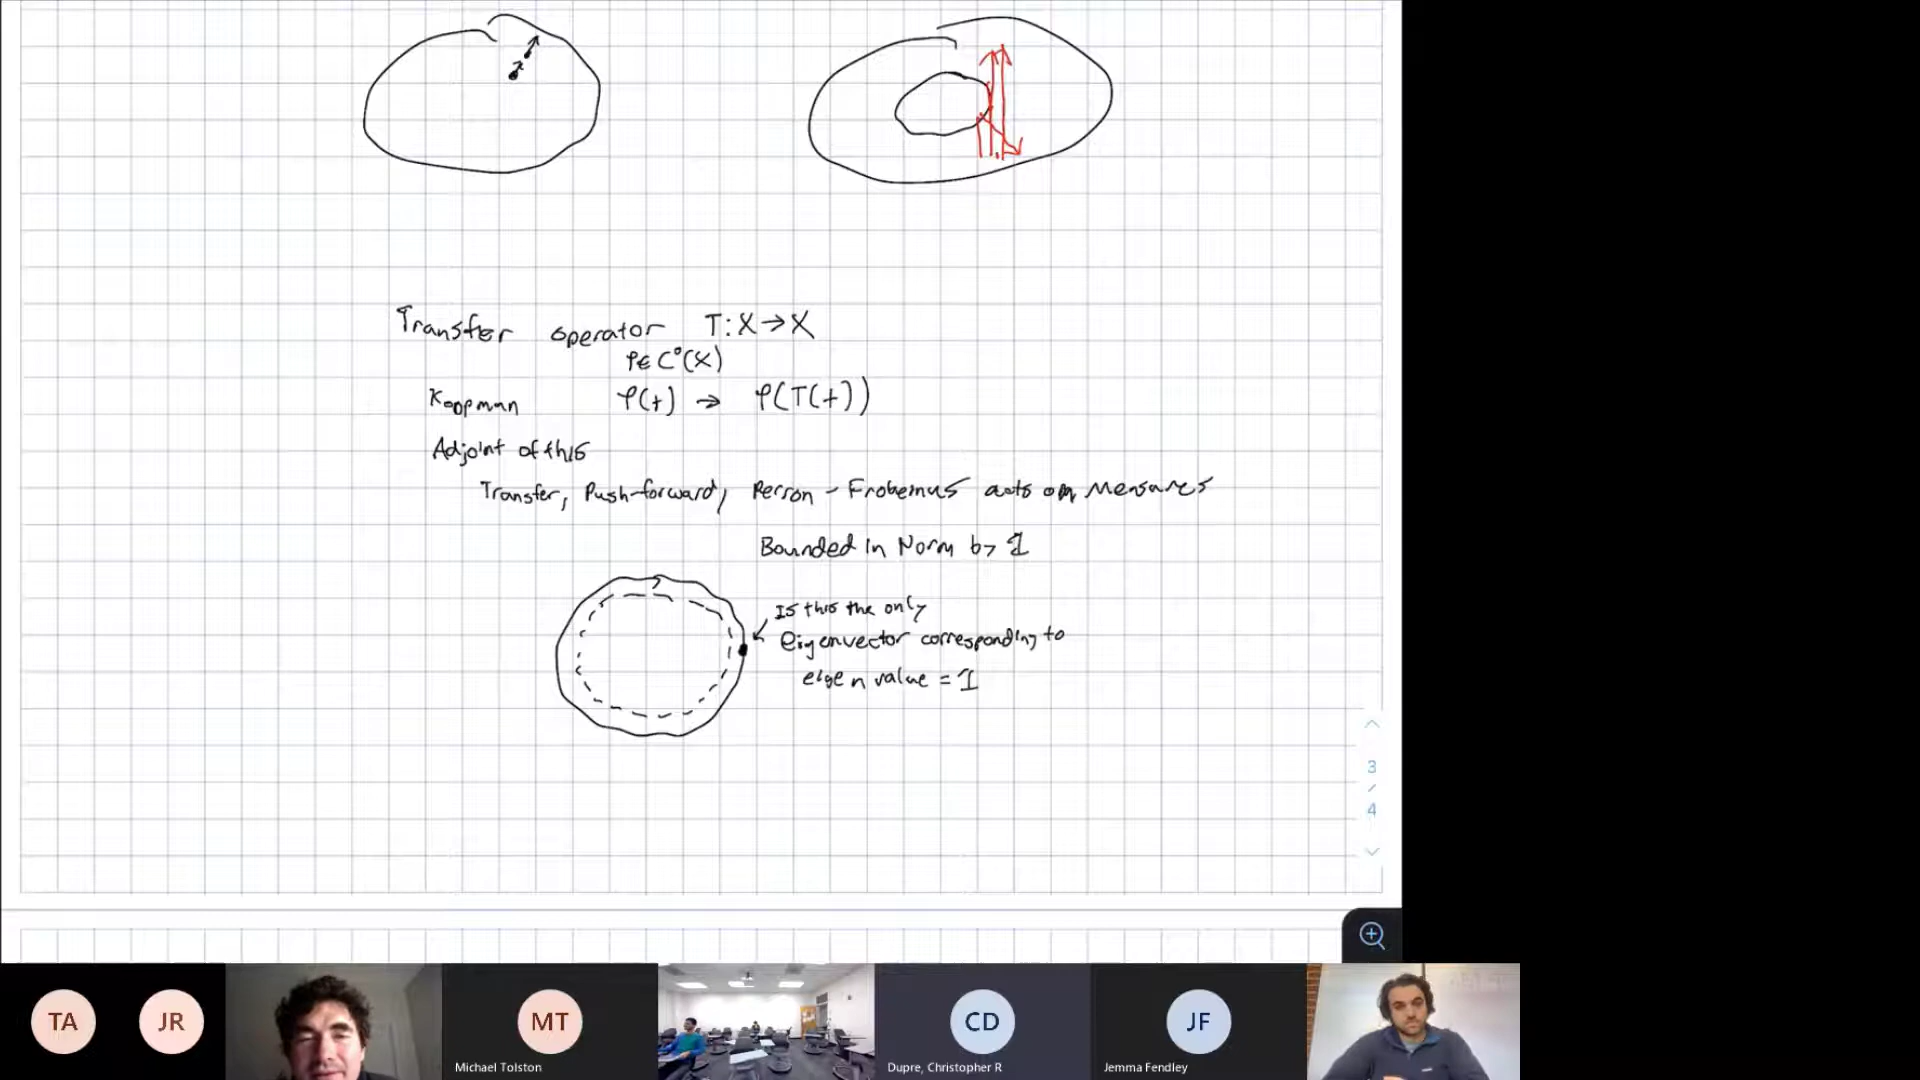 Transfer operator T: X → X
φ ∈ C⁰(X)
Koopman φ(t) → φ(T(t))
Adjoint of this
Transfer, Push-forward, Perron - Frobenius acts on Measures
Bounded in Norm by 1
Is this the only
Eigenvector corresponding to
eigen value = 1
3
/
4
TA
JR
MT
Michael Tolston
CD
Dupre, Christopher R
JF
Jemma Fendley